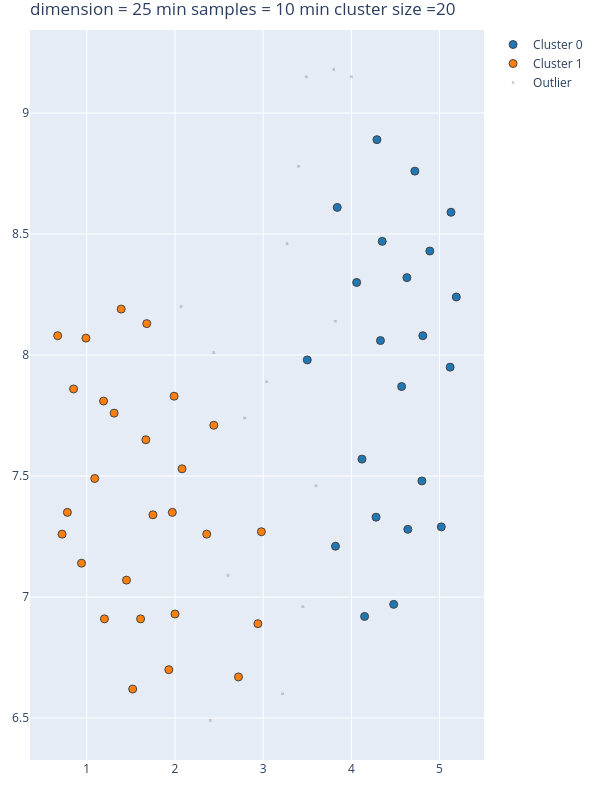 dimension = 25 min samples = 10 min cluster size =20
Cluster 0
Cluster 1
Outlier
9
8.5
8
7.5
7
6.5
1 2 3 4 5